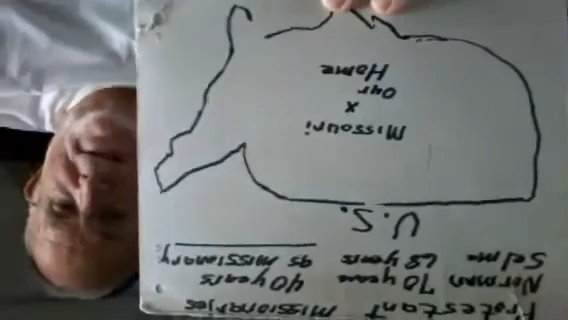 Protestant missionaries
Norman 70 years 40 years
Selma 68 years as missionary
U.S.
Missouri
x
Our
Home